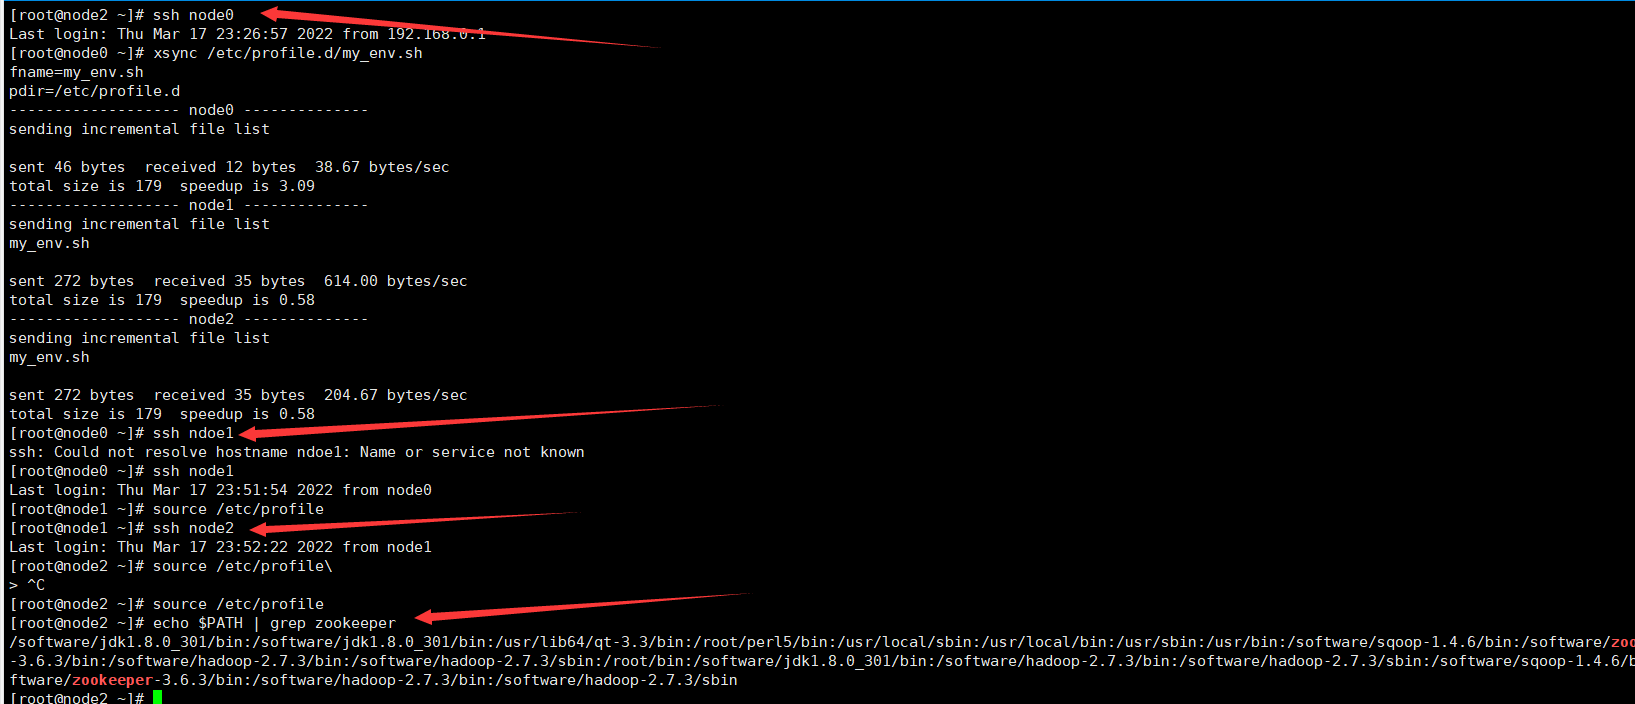 [root@node2 ~]# ssh node0
Last login: Thu Mar 17 23:26:57 2022 from 192.168.0.1
[root@node0 ~]# xsync /etc/profile.d/my_env.sh
fname=my_env.sh
pdir=/etc/profile.d
------------------- node0 --------------
sending incremental file list
sent 46 bytes  received 12 bytes  38.67 bytes/sec
total size is 179  speedup is 3.09
------------------- node1 --------------
sending incremental file list
my_env.sh
sent 272 bytes  received 35 bytes  614.00 bytes/sec
total size is 179  speedup is 0.58
------------------- node2 --------------
sending incremental file list
my_env.sh
sent 272 bytes  received 35 bytes  204.67 bytes/sec
total size is 179  speedup is 0.58
[root@node0 ~]# ssh ndoe1
ssh: Could not resolve hostname ndoe1: Name or service not known
[root@node0 ~]# ssh node1
Last login: Thu Mar 17 23:51:54 2022 from node0
[root@node1 ~]# source /etc/profile
[root@node1 ~]# ssh node2
Last login: Thu Mar 17 23:52:22 2022 from node1
[root@node2 ~]# source /etc/profile\
> ^C
[root@node2 ~]# source /etc/profile
[root@node2 ~]# echo $PATH | grep zookeeper
/software/jdk1.8.0_301/bin:/software/jdk1.8.0_301/bin:/usr/lib64/qt-3.3/bin:/root/perl5/bin:/usr/local/sbin:/usr/local/bin:/usr/sbin:/usr/bin:/software/sqoop-1.4.6/bin:/software/zoo
-3.6.3/bin:/software/hadoop-2.7.3/bin:/software/hadoop-2.7.3/sbin:/root/bin:/software/jdk1.8.0_301/bin:/software/hadoop-2.7.3/bin:/software/hadoop-2.7.3/sbin:/software/sqoop-1.4.6/b
ftware/zookeeper-3.6.3/bin:/software/hadoop-2.7.3/bin:/software/hadoop-2.7.3/sbin
[root@node2 ~]#